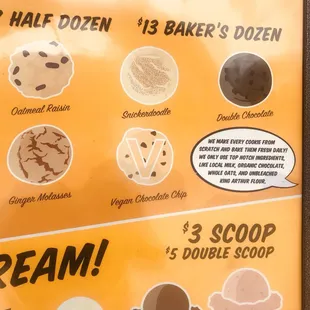 HALF DOZEN
$13 BAKER'S DOZEN
Oatmeal Raisin
Snickerdoodle
Double Chocolate
Ginger Molasses
V
Vegan Chocolate Chip
WE MAKE EVERY COOKIE FROM
SCRATCH AND BAKE THEM FRESH DAILY!
WE ONLY USE TOP NOTCH INGREDIENTS,
LIKE LOCAL MILK, ORGANIC CHOCOLATE,
WHOLE OATS, AND UNBLEACHED
KING ARTHUR FLOUR.
REAM!
$3 SCOOP
$5 DOUBLE SCOOP